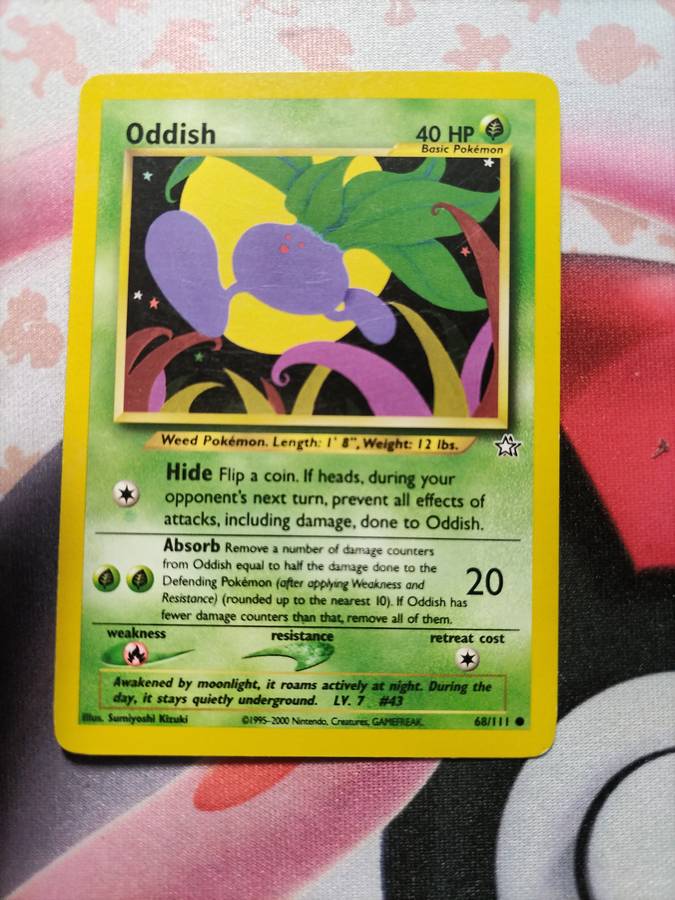 Oddish
40 HP
Basic Pokémon
Weed Pokémon. Length: 1' 8", Weight: 12 lbs.
Hide Flip a coin. If heads, during your
opponent's next turn, prevent all effects of
attacks, including damage, done to Oddish.
Absorb Remove a number of damage counters
from Oddish equal to half the damage done to the
Defending Pokémon (after applying Weakness and
Resistance) (rounded up to the nearest 10). If Oddish has
fewer damage counters than that, remove all of them.
20
weakness
resistance
retreat cost
Awakened by moonlight, it roams actively at night. During the
day, it stays quietly underground. LV. 7 #43
Illus. Sumiyoshi Kizuki
©1995-2000 Nintendo, Creatures, GAMEFREAK.
68/111